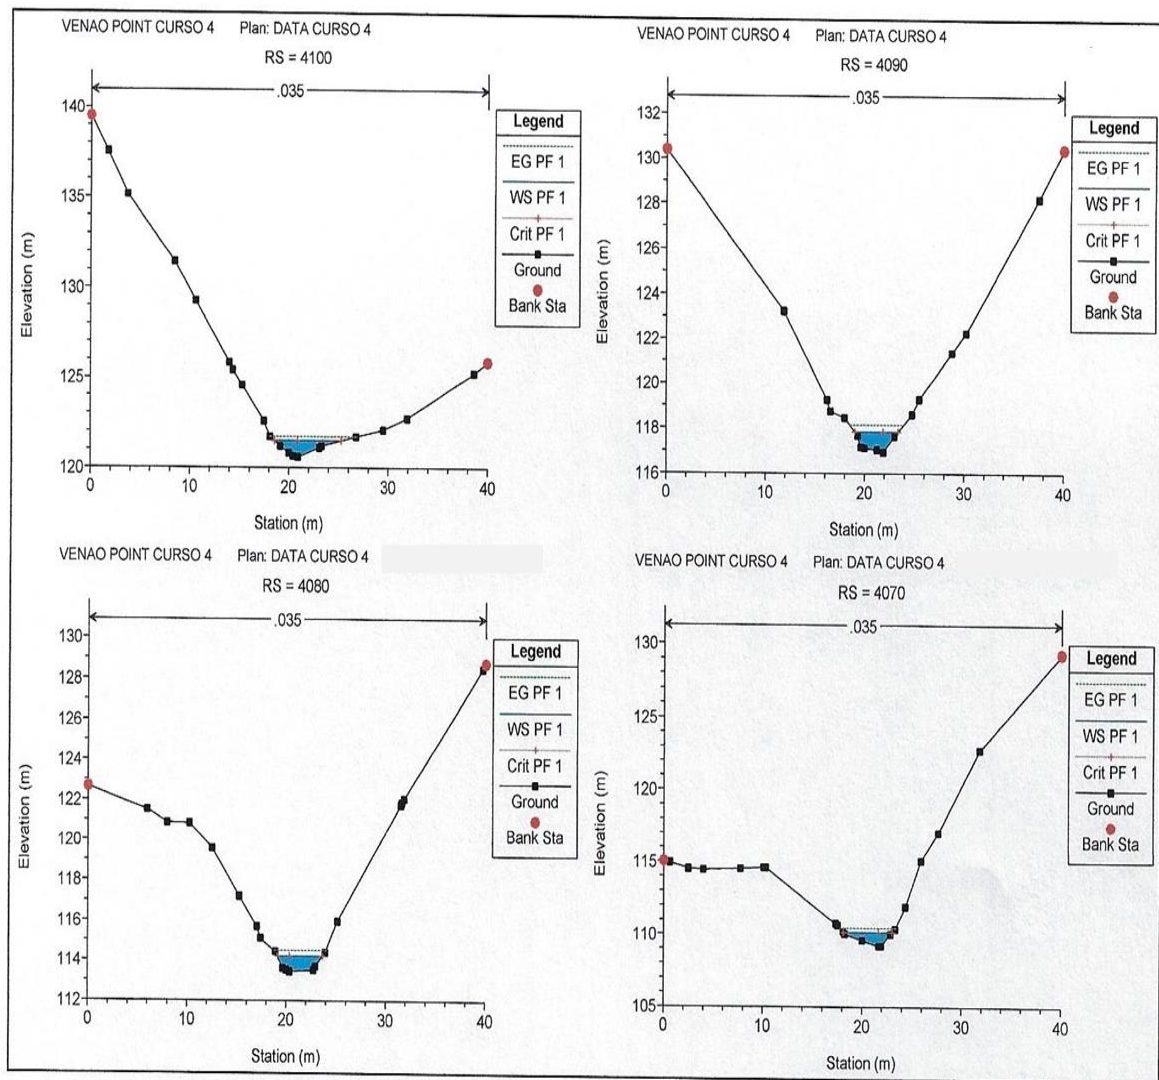 VENAO POINT CURSO 4 Plan: DATA CURSO 4
RS = 4100
.035
Legend
EG PF 1
WS PF 1
Crit PF 1
Ground
Bank Sta
Elevation (m)
140
135
130
125
120
0 10 20 30 40
Station (m)
VENAO POINT CURSO 4 Plan: DATA CURSO 4
RS = 4090
.035
Legend
EG PF 1
WS PF 1
Crit PF 1
Ground
Bank Sta
Elevation (m)
132
130
128
126
124
122
120
118
116
0 10 20 30 40
Station (m)
VENAO POINT CURSO 4 Plan: DATA CURSO 4
RS = 4080
.035
Legend
EG PF 1
WS PF 1
Crit PF 1
Ground
Bank Sta
Elevation (m)
130
128
126
124
122
120
118
116
114
112
0 10 20 30 40
Station (m)
VENAO POINT CURSO 4 Plan: DATA CURSO 4
RS = 4070
.035
Legend
EG PF 1
WS PF 1
Crit PF 1
Ground
Bank Sta
Elevation (m)
130
125
120
115
110
105
0 10 20 30 40
Station (m)